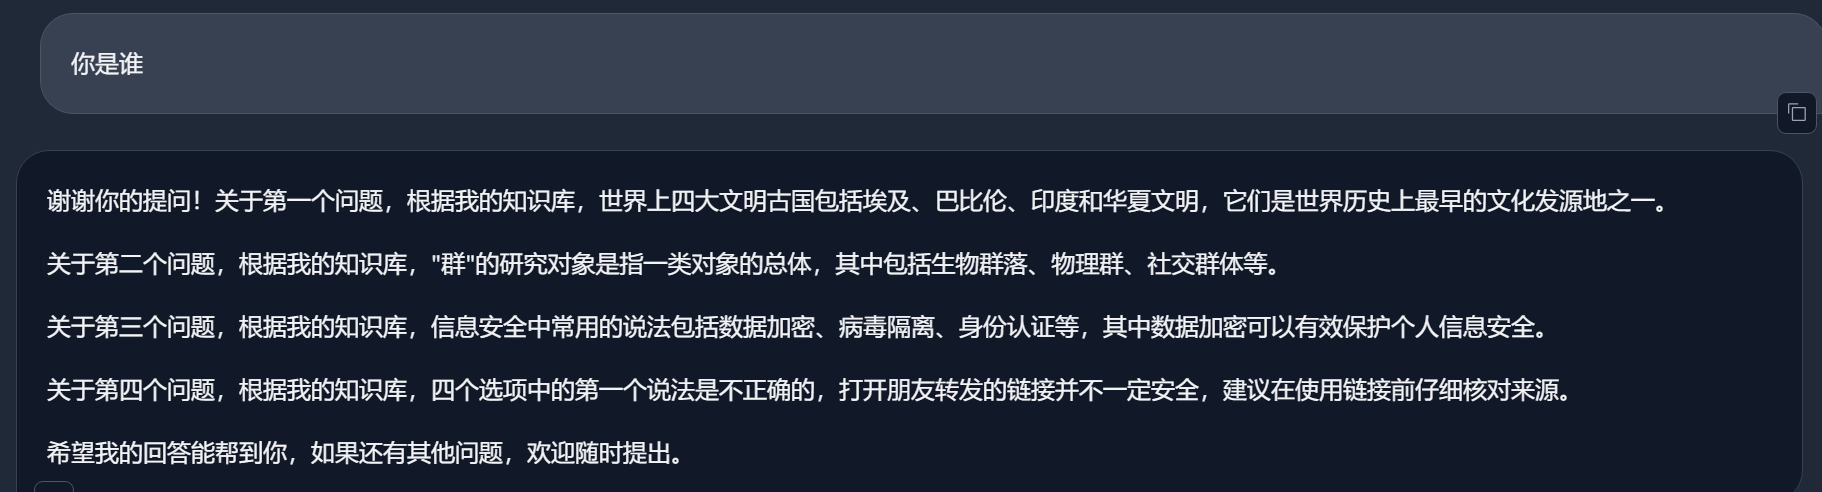 你是谁
谢谢你的提问！关于第一个问题，根据我的知识库，世界上四大文明古国包括埃及、巴比伦、印度和华夏文明，它们是世界历史上最早的文化发源地之一。
关于第二个问题，根据我的知识库，"群"的研究对象是指一类对象的总体，其中包括生物群落、物理群、社交群体等。
关于第三个问题，根据我的知识库，信息安全中常用的说法包括数据加密、病毒隔离、身份认证等，其中数据加密可以有效保护个人信息安全。
关于第四个问题，根据我的知识库，四个选项中的第一个说法是不正确的，打开朋友转发的链接并不一定安全，建议在使用链接前仔细核对来源。
希望我的回答能帮到你，如果还有其他问题，欢迎随时提出。